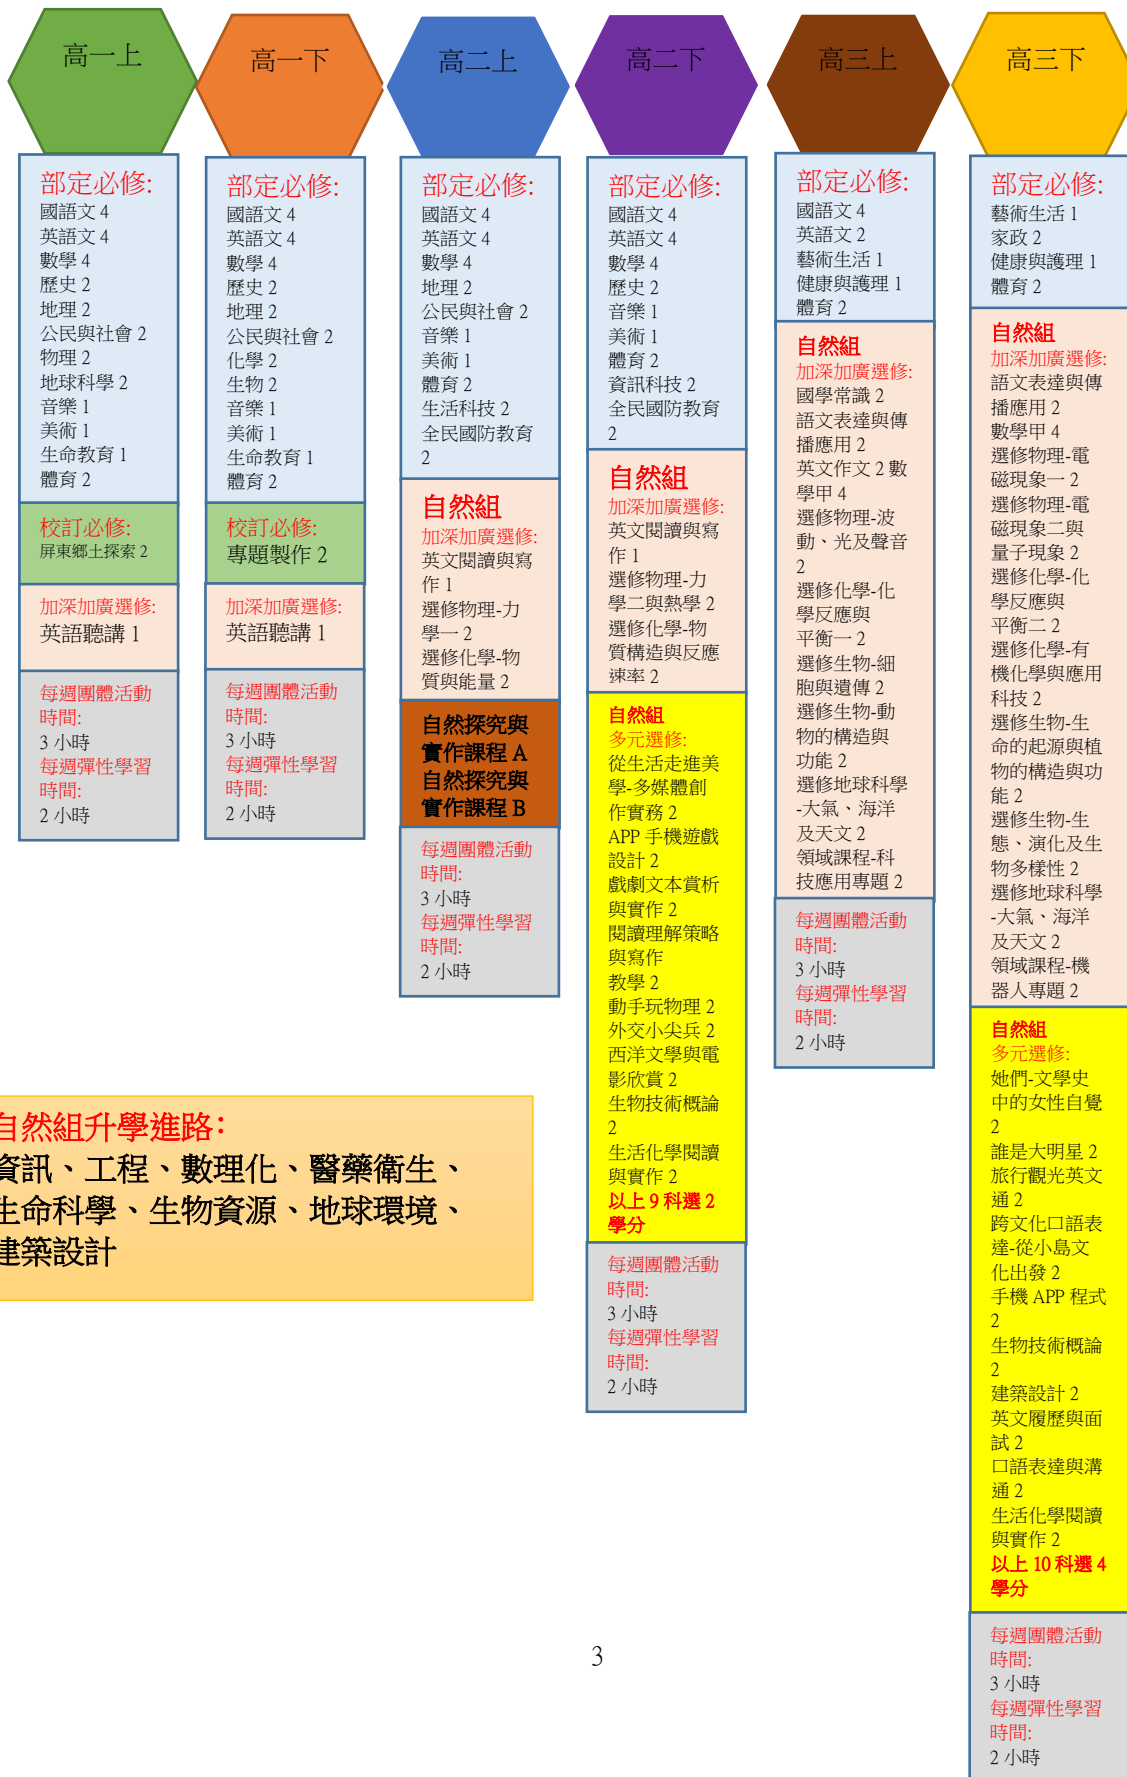 高一上
高一下
高二上
高二下
高三上
高三下
部定必修:
國語文 4
英語文 4
數學 4
歷史 2
地理 2
公民與社會 2
物理 2
地球科學 2
音樂 1
美術 1
生命教育 1
體育 2
校訂必修:
屏東鄉土探索 2
加深加廣選修:
英語聽講 1
每週團體活動
時間:
3 小時
每週彈性學習
時間:
2 小時
部定必修:
國語文 4
英語文 4
數學 4
歷史 2
地理 2
公民與社會 2
化學 2
生物 2
音樂 1
美術 1
生命教育 1
體育 2
校訂必修:
專題製作 2
加深加廣選修:
英語聽講 1
每週團體活動
時間:
3 小時
每週彈性學習
時間:
2 小時
部定必修:
國語文 4
英語文 4
數學 4
地理 2
公民與社會 2
音樂 1
美術 1
體育 2
生活科技 2
全民國防教育
2
自然組
加深加廣選修:
英文閱讀與寫
作 1
選修物理-力
學一 2
選修化學-物
質與能量 2
自然探究與
實作課程 A
自然探究與
實作課程 B
每週團體活動
時間:
3 小時
每週彈性學習
時間:
2 小時
部定必修:
國語文 4
英語文 4
數學 4
歷史 2
音樂 1
美術 1
體育 2
資訊科技 2
全民國防教育
2
自然組
加深加廣選修:
英文閱讀與寫
作 1
選修物理-力
學二與熱學 2
選修化學-物
質構造與反應
速率 2
自然組
多元選修:
從生活走進美
學-多媒體創
作實務 2
APP 手機遊戲
設計 2
戲劇文本賞析
與實作 2
閱讀理解策略
與寫作
教學 2
動手玩物理 2
外交小尖兵 2
西洋文學與電
影欣賞 2
生物技術概論
2
生活化學閱讀
與實作 2
以上 9 科選 2
學分
每週團體活動
時間:
3 小時
每週彈性學習
時間:
2 小時
部定必修:
國語文 4
英語文 2
藝術生活 1
健康與護理 1
體育 2
自然組
加深加廣選修:
國學常識 2
語文表達與傳
播應用 2
英文作文 2 數
學甲 4
選修物理-波
動、光及聲音
2
選修化學-化
學反應與
平衡一 2
選修生物-細
胞與遺傳 2
選修生物-動
物的構造與
功能 2
選修地球科學
-大氣、海洋
及天文 2
領域課程-科
技應用專題 2
每週團體活動
時間:
3 小時
每週彈性學習
時間:
2 小時
部定必修:
藝術生活 1
家政 2
健康與護理 1
體育 2
自然組
加深加廣選修:
語文表達與傳
播應用 2
數學甲 4
選修物理-電
磁現象一 2
選修物理-電
磁現象二與
量子現象 2
選修化學-化
學反應與
平衡二 2
選修化學-有
機化學與應用
科技 2
選修生物-生
命的起源與植
物的構造與功
能 2
選修生物-生
態、演化及生
物多樣性 2
選修地球科學
-大氣、海洋
及天文 2
領域課程-機
器人專題 2
自然組
多元選修:
她們-文學史
中的女性自覺
2
誰是大明星 2
旅行觀光英文
通 2
跨文化口語表
達-從小島文
化出發 2
手機 APP 程式
2
生物技術概論
2
建築設計 2
英文履歷與面
試 2
口語表達與溝
通 2
生活化學閱讀
與實作 2
以上 10 科選 4
學分
每週團體活動
時間:
3 小時
每週彈性學習
時間:
2 小時
自然組升學進路：
資訊、工程、數理化、醫藥衛生、
生命科學、生物資源、地球環境、
建築設計
3